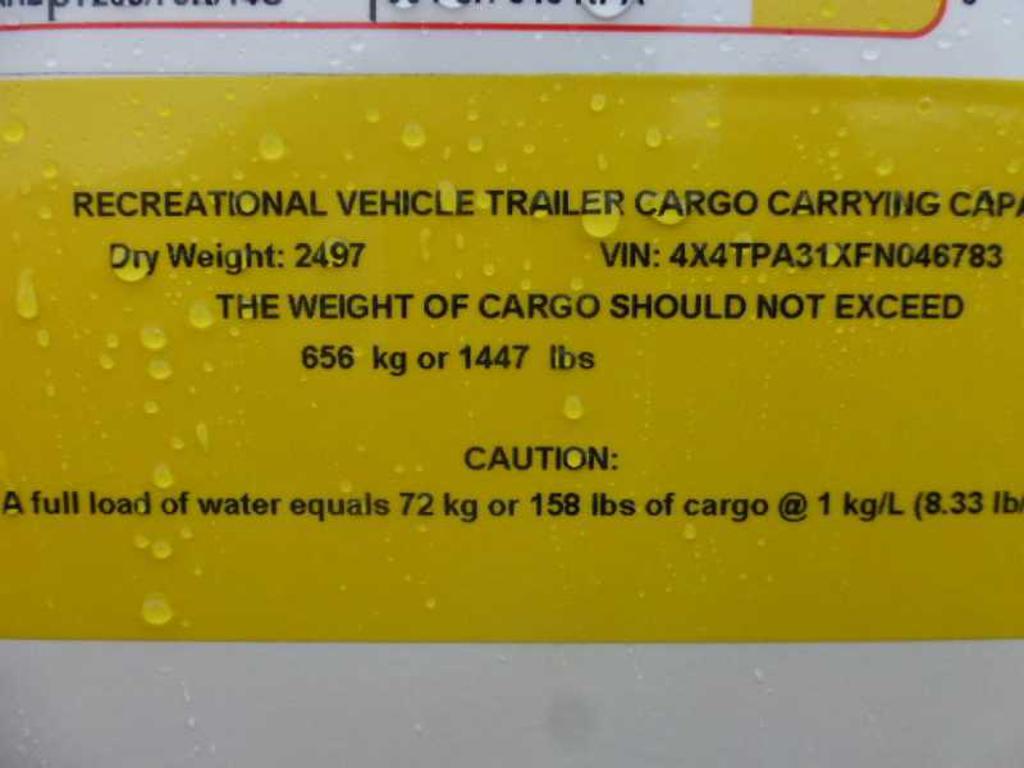 RECREATIONAL VEHICLE TRAILER CARGO CARRYING
Dry Weight: 2497 VIN: 4X4TPA31XFN046783
THE WEIGHT OF CARGO SHOULD NOT EXCEED
656 kg or 1447 lbs
CAUTION:
A full load of water equals 72 kg or 158 lbs of cargo @ 1 kg/L (8.33 lb/